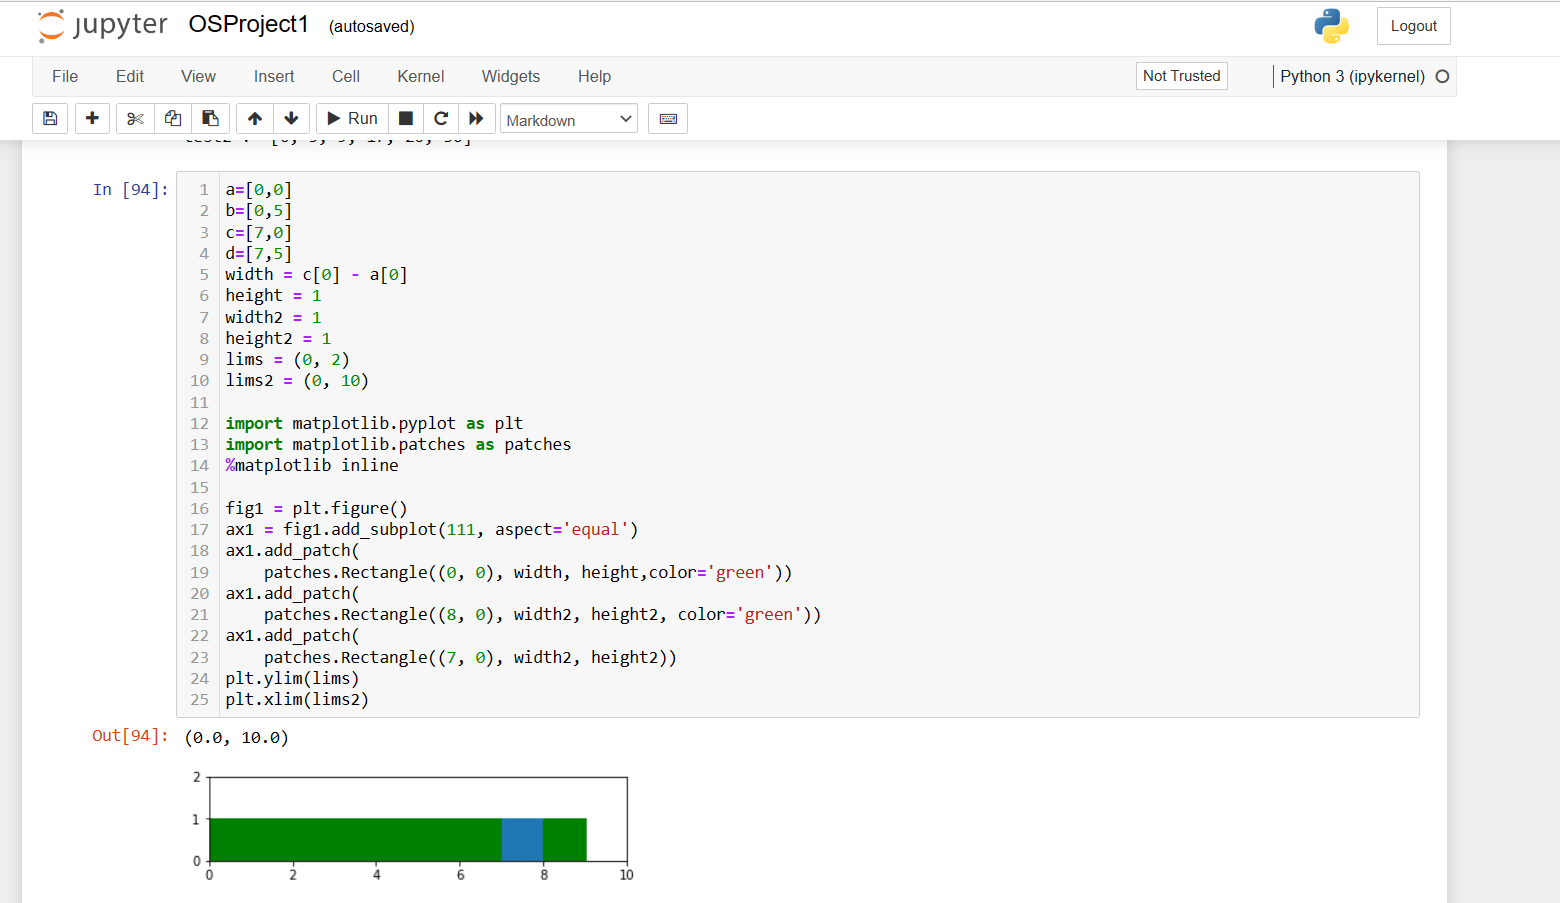 jupyter OSProject1 (autosaved)
Logout
File Edit View Insert Cell Kernel Widgets Help
Not Trusted
Python 3 (ipykernel)
Run
Markdown
In [94]:
1 a=[0,0]
2 b=[0,5]
3 c=[7,0]
4 d=[7,5]
5 width = c[0] - a[0]
6 height = 1
7 width2 = 1
8 height2 = 1
9 lims = (0, 2)
10 lims2 = (0, 10)
11
12 import matplotlib.pyplot as plt
13 import matplotlib.patches as patches
14 %matplotlib inline
15
16 fig1 = plt.figure()
17 ax1 = fig1.add_subplot(111, aspect='equal')
18 ax1.add_patch(
19     patches.Rectangle((0, 0), width, height,color='green'))
20 ax1.add_patch(
21     patches.Rectangle((8, 0), width2, height2, color='green'))
22 ax1.add_patch(
23     patches.Rectangle((7, 0), width2, height2))
24 plt.ylim(lims)
25 plt.xlim(lims2)
Out[94]: (0.0, 10.0)
2
1
0
0 2 4 6 8 10